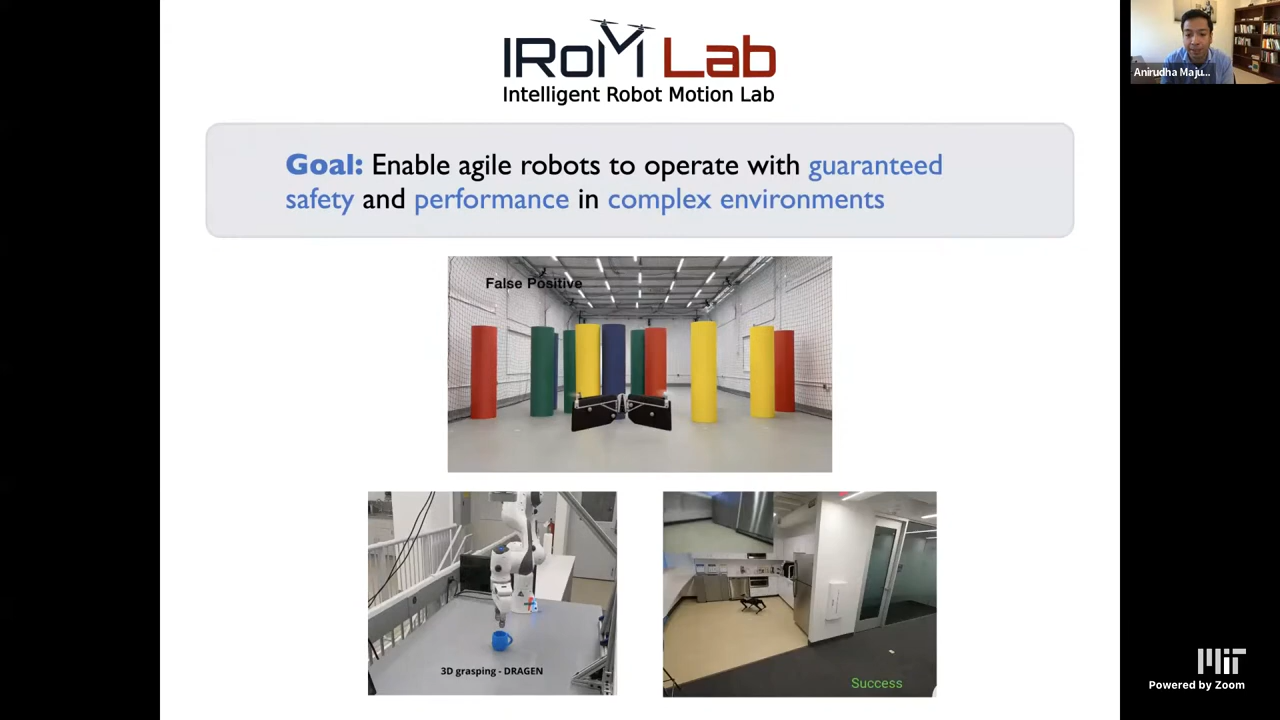 IRoM Lab
Intelligent Robot Motion Lab
Anirudha Maju...
Goal: Enable agile robots to operate with guaranteed
safety and performance in complex environments
False Positive
3D grasping - DRAGEN
Success
MIT
Powered by Zoom